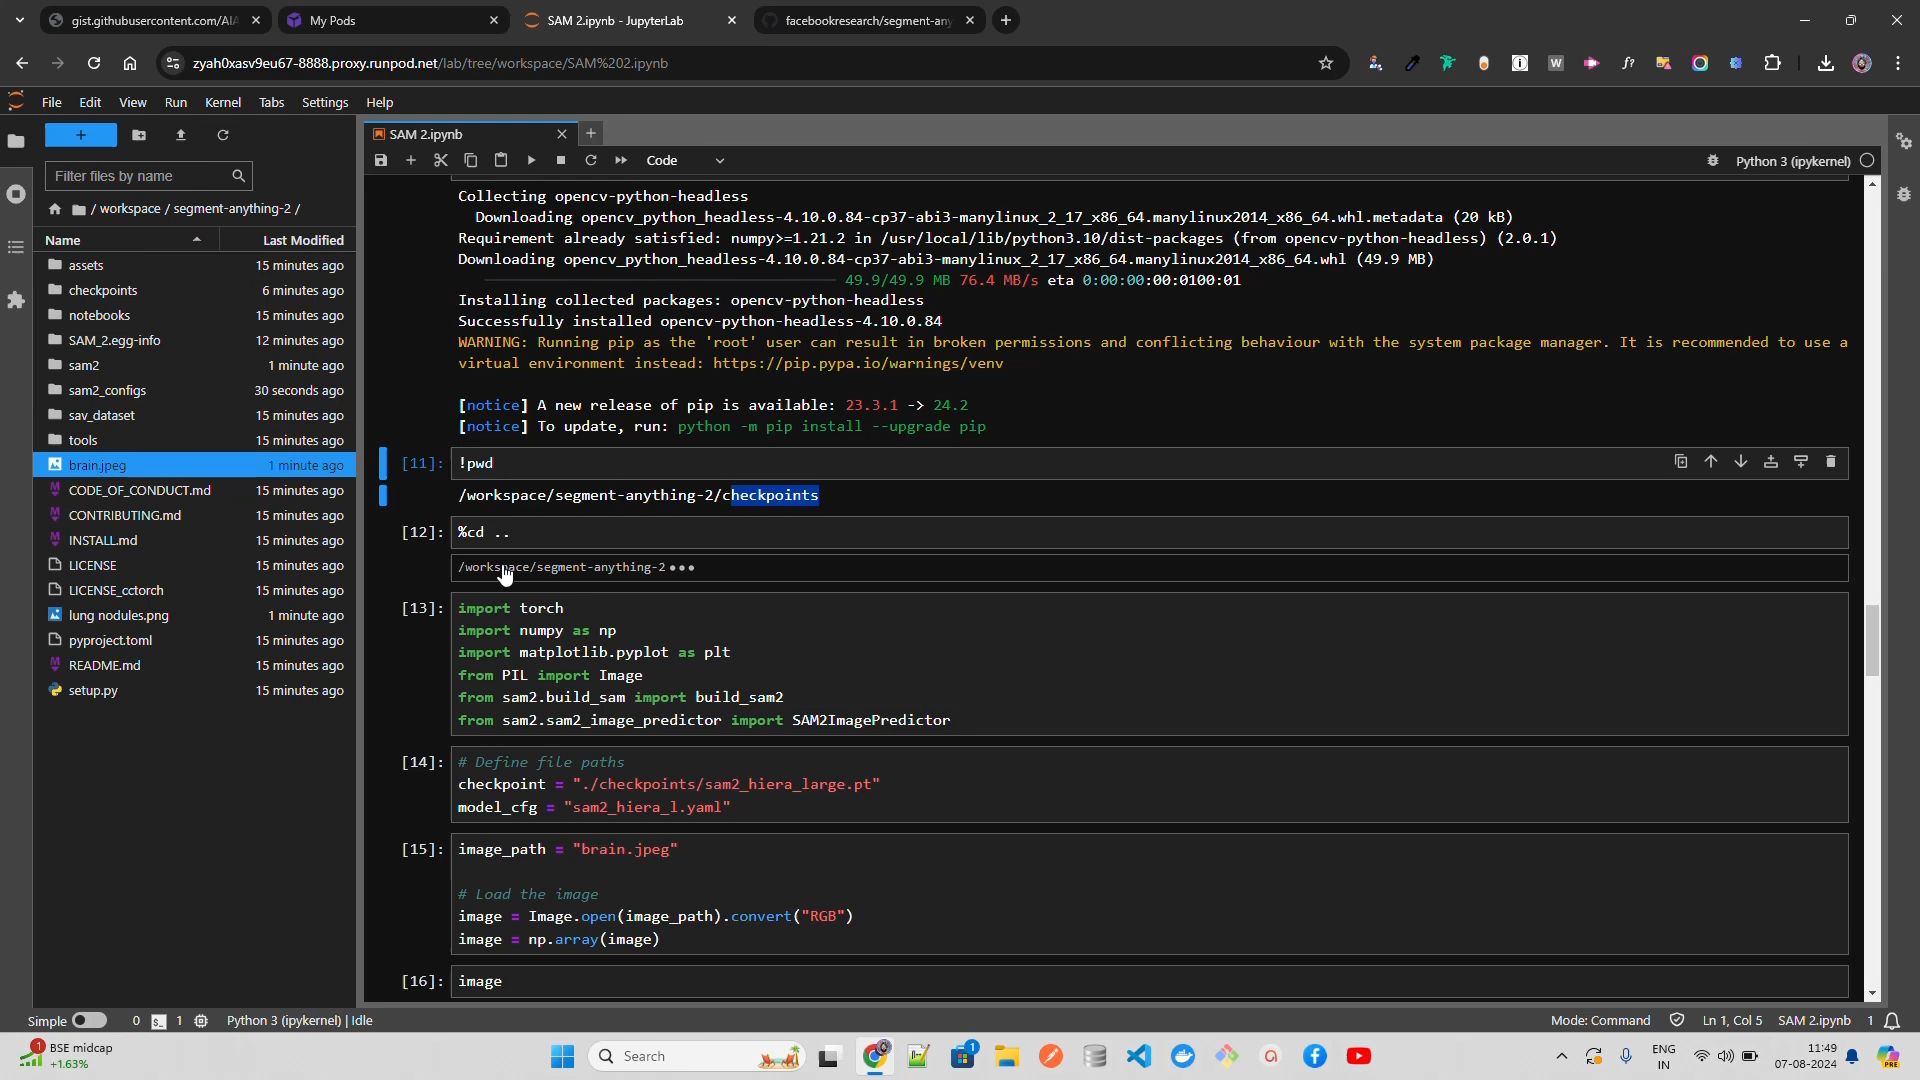 gist.githubusercontent.com/AIA
My Pods
SAM 2.ipynb - JupyterLab
facebookresearch/segment-any
zyah0xasv9eu67-8888.proxy.runpod.net/lab/tree/workspace/SAM%202.ipynb
File Edit View Run Kernel Tabs Settings Help
SAM 2.ipynb
Code
Python 3 (ipykernel)
Filter files by name
/ workspace / segment-anything-2 /
Name Last Modified
assets 15 minutes ago
checkpoints 6 minutes ago
notebooks 15 minutes ago
SAM_2.egg-info 12 minutes ago
sam2 1 minute ago
sam2_configs 30 seconds ago
sav_dataset 15 minutes ago
tools 15 minutes ago
brain.jpeg 1 minute ago
CODE_OF_CONDUCT.md 15 minutes ago
CONTRIBUTING.md 15 minutes ago
INSTALL.md 15 minutes ago
LICENSE 15 minutes ago
LICENSE_cctorch 15 minutes ago
lung nodules.png 1 minute ago
pyproject.toml 15 minutes ago
README.md 15 minutes ago
setup.py 15 minutes ago
Collecting opencv-python-headless
Downloading opencv_python_headless-4.10.0.84-cp37-abi3-manylinux_2_17_x86_64.manylinux2014_x86_64.whl.metadata (20 kB)
Requirement already satisfied: numpy>=1.21.2 in /usr/local/lib/python3.10/dist-packages (from opencv-python-headless) (2.0.1)
Downloading opencv_python_headless-4.10.0.84-cp37-abi3-manylinux_2_17_x86_64.manylinux2014_x86_64.whl (49.9 MB)
49.9/49.9 MB 76.4 MB/s eta 0:00:00:00:0100:01
Installing collected packages: opencv-python-headless
Successfully installed opencv-python-headless-4.10.0.84
WARNING: Running pip as the 'root' user can result in broken permissions and conflicting behaviour with the system package manager. It is recommended to use a
virtual environment instead: https://pip.pypa.io/warnings/venv
[notice] A new release of pip is available: 23.3.1 -> 24.2
[notice] To update, run: python -m pip install --upgrade pip
[11]: !pwd
/workspace/segment-anything-2/checkpoints
[12]: %cd ..
/workspace/segment-anything-2
[13]: import torch
import numpy as np
import matplotlib.pyplot as plt
from PIL import Image
from sam2.build_sam import build_sam2
from sam2.sam2_image_predictor import SAM2ImagePredictor
[14]: # Define file paths
checkpoint = "./checkpoints/sam2_hiera_large.pt"
model_cfg = "sam2_hiera_l.yaml"
[15]: image_path = "brain.jpeg"
# Load the image
image = Image.open(image_path).convert("RGB")
image = np.array(image)
[16]: image
Simple 0 1 Python 3 (ipykernel) | Idle Mode: Command Ln 1, Col 5 SAM 2.ipynb 1
1 BSE midcap
+1.63%
Search
1
ENG
IN
11:49
07-08-2024